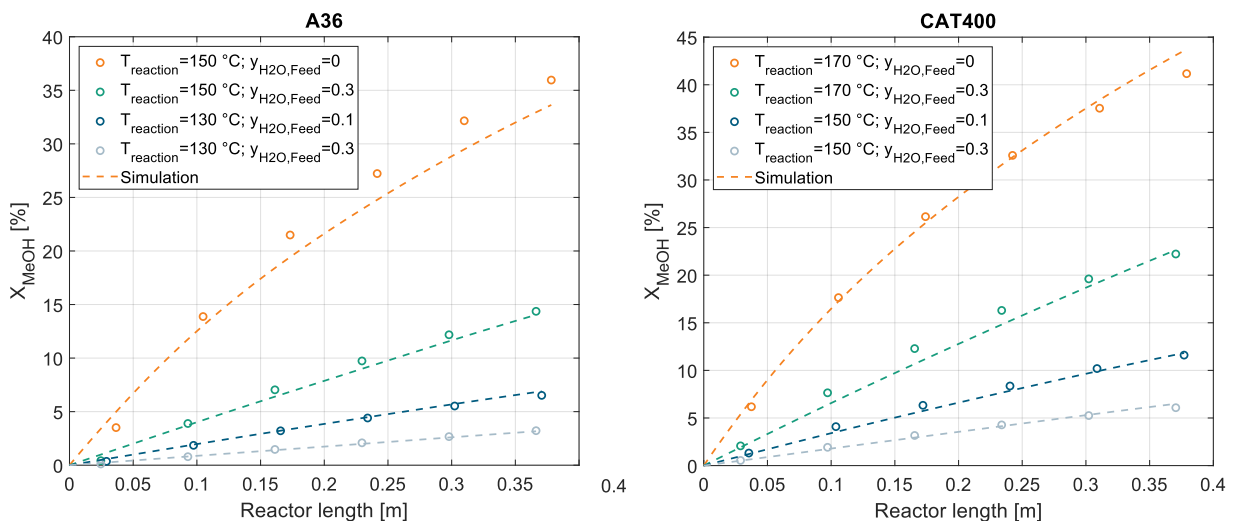 A36
40
35
30
25
20
15
10
5
0
X_MeOH [%]
T_reaction=150 °C; y_H2O,Feed=0
T_reaction=150 °C; y_H2O,Feed=0.3
T_reaction=130 °C; y_H2O,Feed=0.1
T_reaction=130 °C; y_H2O,Feed=0.3
Simulation
0 0.05 0.1 0.15 0.2 0.25 0.3 0.35 0.4
Reactor length [m]
CAT400
45
40
35
30
25
20
15
10
5
0
X_MeOH [%]
T_reaction=170 °C; y_H2O,Feed=0
T_reaction=170 °C; y_H2O,Feed=0.3
T_reaction=150 °C; y_H2O,Feed=0.1
T_reaction=150 °C; y_H2O,Feed=0.3
Simulation
0 0.05 0.1 0.15 0.2 0.25 0.3 0.35 0.4
Reactor length [m]